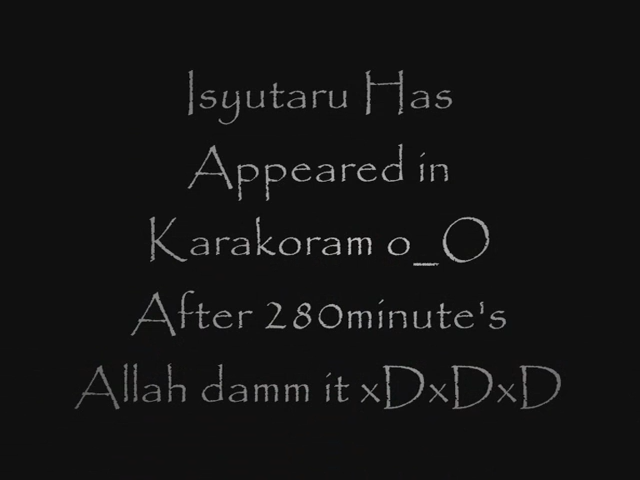 Isyutaru Has
Appeared in
Karakoram o_O
After 280minute's
Allah damm it xDxDxD